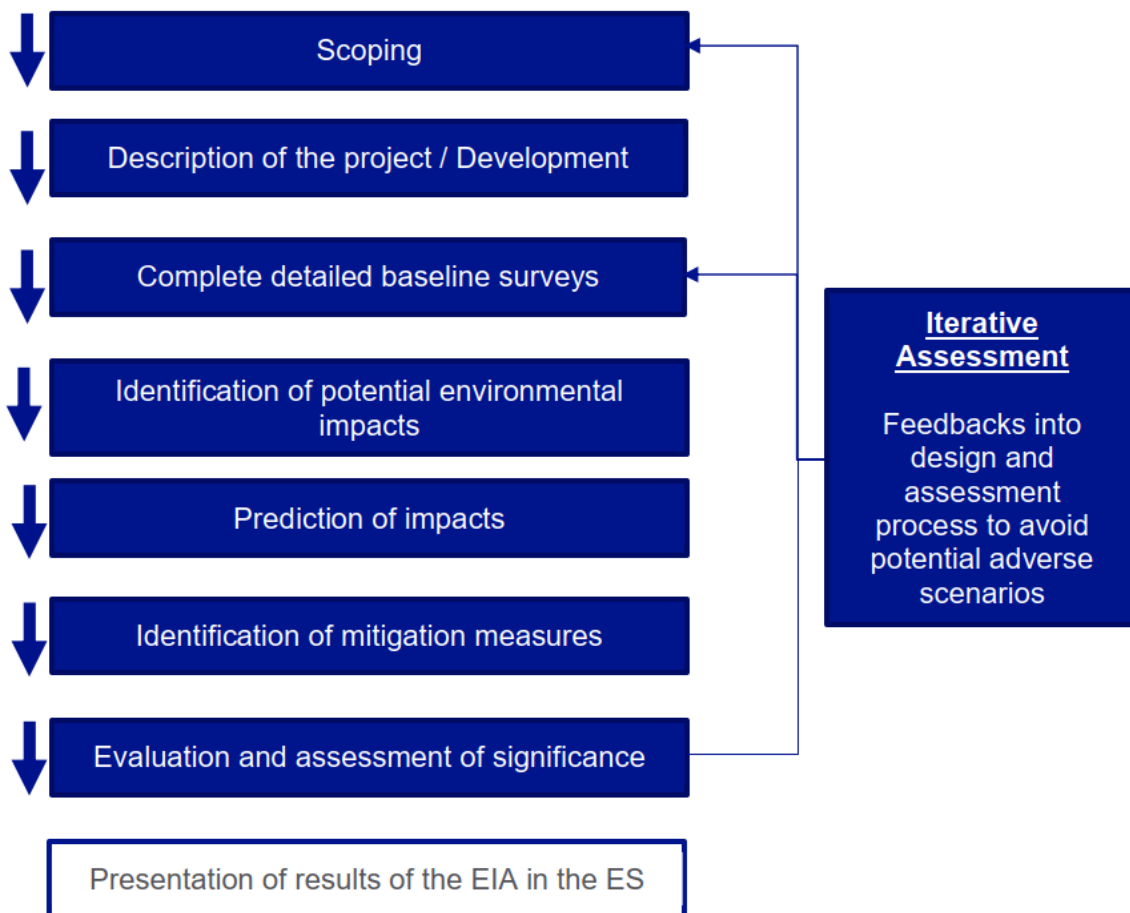 Scoping
Description of the project / Development
Complete detailed baseline surveys
Identification of potential environmental
impacts
Prediction of impacts
Identification of mitigation measures
Evaluation and assessment of significance
Presentation of results of the EIA in the ES
Iterative
Assessment
Feedbacks into
design and
assessment
process to avoid
potential adverse
scenarios